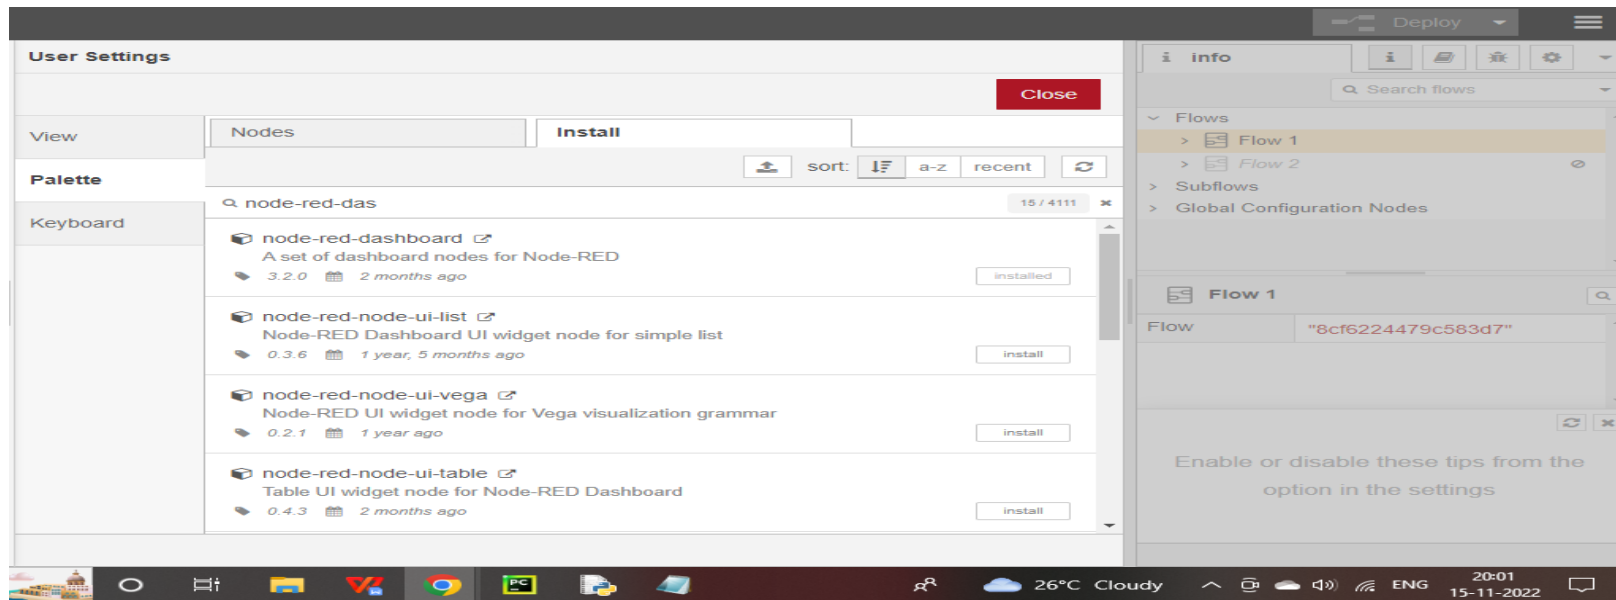 Deploy
User Settings
Close
View
Palette
Keyboard
Nodes
Install
sort: a-z recent
node-red-das
15 / 4111
node-red-dashboard
A set of dashboard nodes for Node-RED
3.2.0 2 months ago
installed
node-red-node-ui-list
Node-RED Dashboard UI widget node for simple list
0.3.6 1 year, 5 months ago
install
node-red-node-ui-vega
Node-RED UI widget node for Vega visualization grammar
0.2.1 1 year ago
install
node-red-node-ui-table
Table UI widget node for Node-RED Dashboard
0.4.3 2 months ago
install
i info
i
Search flows
Flows
Flow 1
Flow 2
Subflows
Global Configuration Nodes
Flow 1
Flow "8cf6224479c583d7"
Enable or disable these tips from the
option in the settings
PC
26°C Cloudy
ENG
20:01
15-11-2022